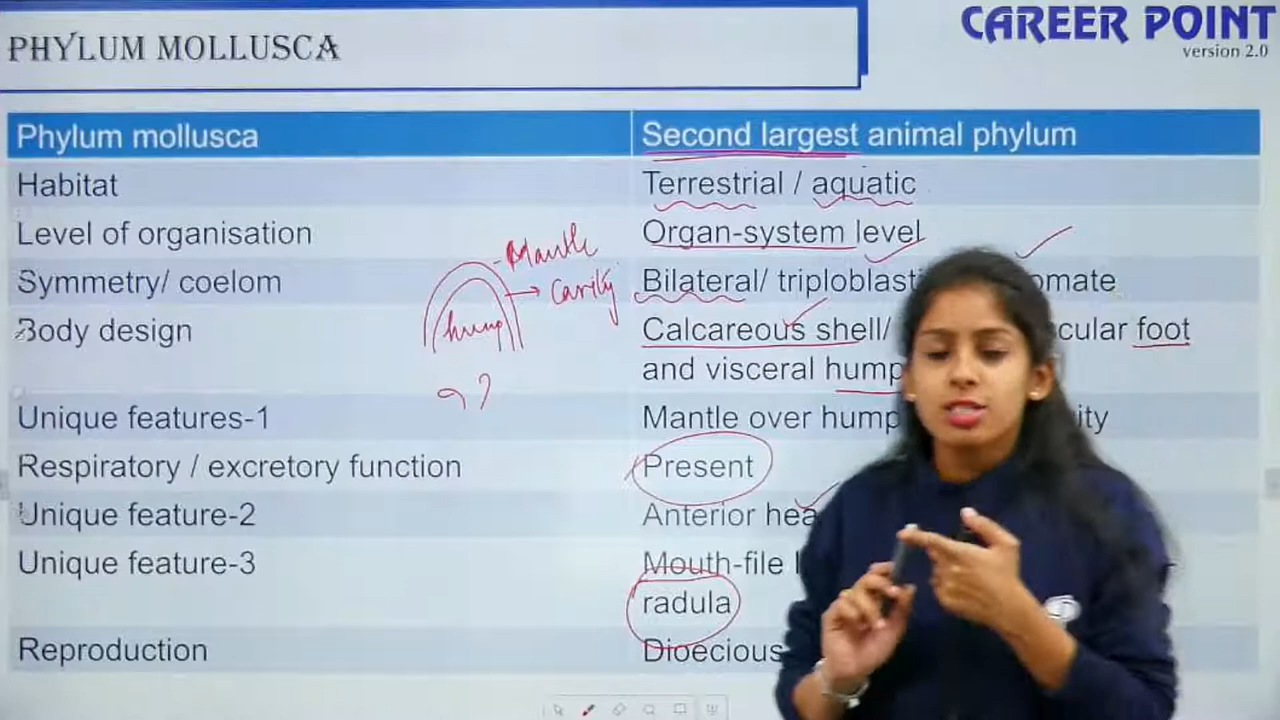 PHYLUM MOLLUSCA
CAREER POINT
version 2.0
Phylum mollusca Second largest animal phylum
Habitat Terrestrial / aquatic
Level of organisation Organ-system level
Mantle
Symmetry/ coelom Bilateral/ triploblasti omate
cavity
Body design Calcareous shell/ cular foot
hump
and visceral hump
Unique features-1 Mantle over hump ity
Respiratory / excretory function Present
Unique feature-2 Anterior hea
Unique feature-3 Mouth-file l
radula
Reproduction Dioecious